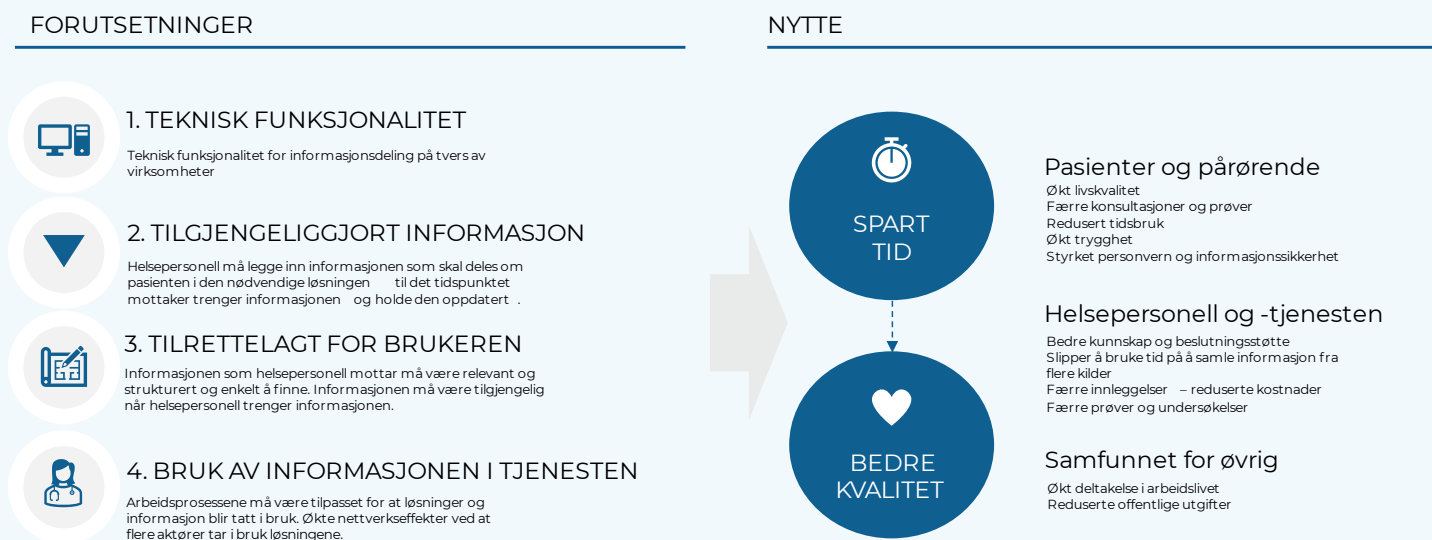 FORUTSETNINGER
1. TEKNISK FUNKSJONALITET
Teknisk funksjonalitet for informasjonsdeling på tvers av
virksomheter
2. TILGJENGELIGGJORT INFORMASJON
Helsepersonell må legge inn informasjonen som skal deles om
pasienten i den nødvendige løsningen til det tidspunktet
mottaker trenger informasjonen og holde den oppdatert .
3. TILRETTELAGT FOR BRUKEREN
Informasjonen som helsepersonell mottar må være relevant og
strukturert og enkelt å finne. Informasjonen må være tilgjengelig
når helsepersonell trenger informasjonen.
4. BRUK AV INFORMASJONEN I TJENESTEN
Arbeidsprosessene må være tilpasset for at løsninger og
informasjon blir tatt i bruk. Økte nettverkseffekter ved at
flere aktører tar i bruk løsningene.
NYTTE
SPART
TID
BEDRE
KVALITET
Pasienter og pårørende
Økt livskvalitet
Færre konsultasjoner og prøver
Redusert tidsbruk
Økt trygghet
Styrket personvern og informasjonssikkerhet
Helsepersonell og -tjenesten
Bedre kunnskap og beslutningsstøtte
Slipper å bruke tid på å samle informasjon fra
flere kilder
Færre innleggelser – reduserte kostnader
Færre prøver og undersøkelser
Samfunnet for øvrig
Økt deltakelse i arbeidslivet
Reduserte offentlige utgifter